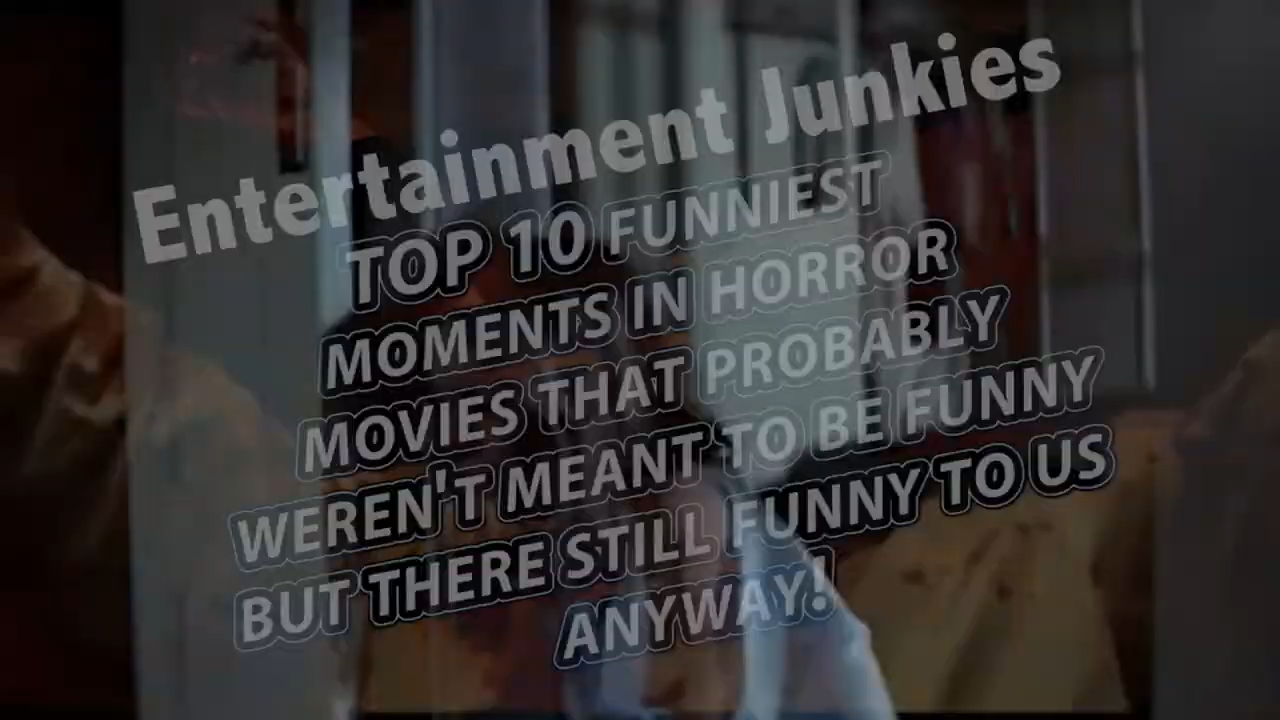 Entertainment Junkies
TOP 10 FUNNIEST
MOMENTS IN HORROR
MOVIES THAT PROBABLY
WEREN'T MEANT TO BE FUNNY
BUT THERE STILL FUNNY TO US
ANYWAY!